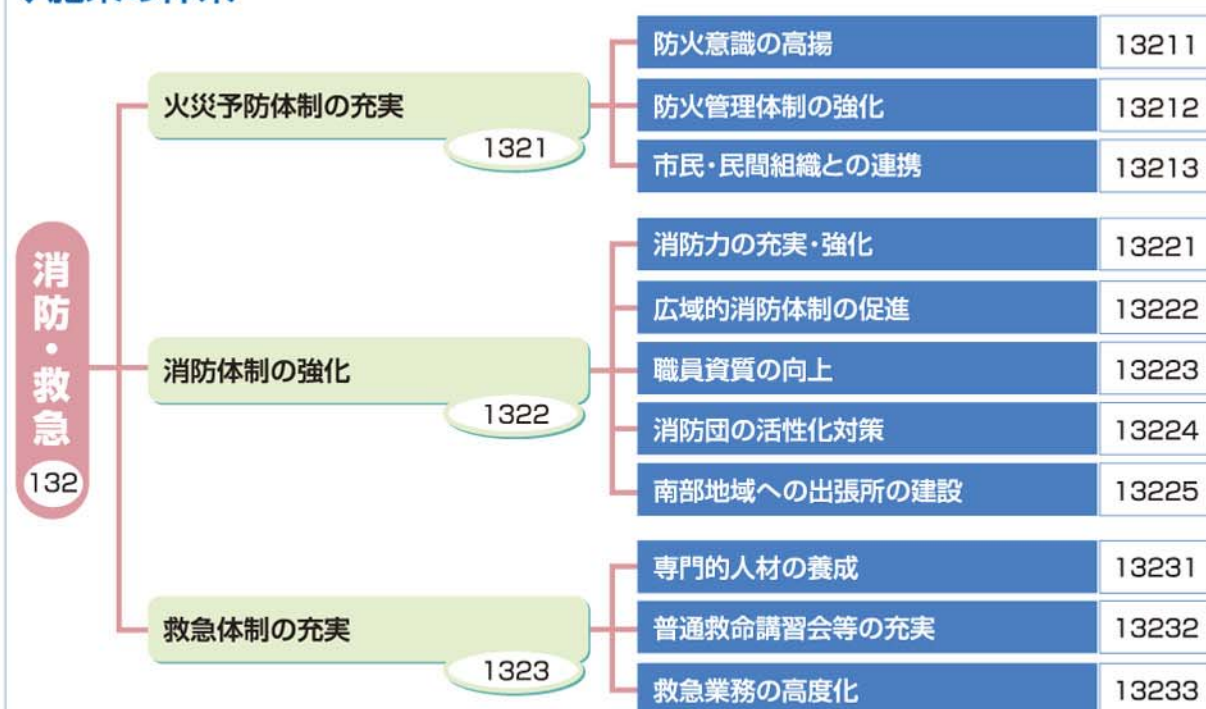 消防・救急
132
火災予防体制の充実
1321
防火意識の高揚 13211
防火管理体制の強化 13212
市民・民間組織との連携 13213
消防体制の強化
1322
消防力の充実・強化 13221
広域的消防体制の促進 13222
職員資質の向上 13223
消防団の活性化対策 13224
南部地域への出張所の建設 13225
救急体制の充実
1323
専門的人材の養成 13231
普通救命講習会等の充実 13232
救急業務の高度化 13233